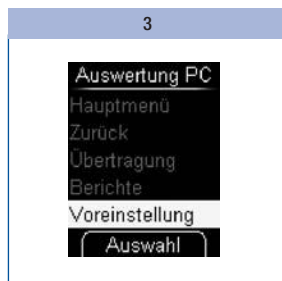 3
Auswertung PC
Hauptmenü
Zurück
Übertragung
Berichte
Voreinstellung
Auswahl